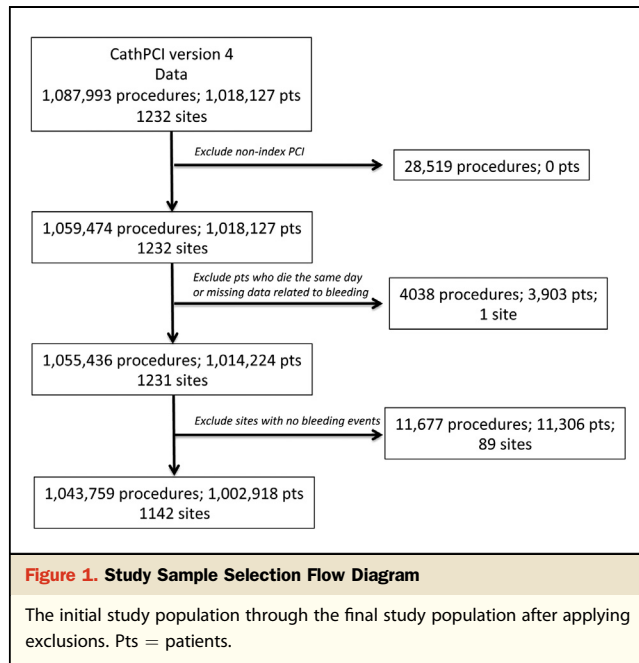 CathPCI version 4
Data
1,087,993 procedures; 1,018,127 pts
1232 sites
Exclude non-index PCI
28,519 procedures; 0 pts
1,059,474 procedures; 1,018,127 pts
1232 sites
Exclude pts who die the same day
or missing data related to bleeding
4038 procedures; 3,903 pts;
1 site
1,055,436 procedures; 1,014,224 pts
1231 sites
Exclude sites with no bleeding events
11,677 procedures; 11,306 pts;
89 sites
1,043,759 procedures; 1,002,918 pts
1142 sites
Figure 1. Study Sample Selection Flow Diagram
The initial study population through the final study population after applying
exclusions. Pts = patients.